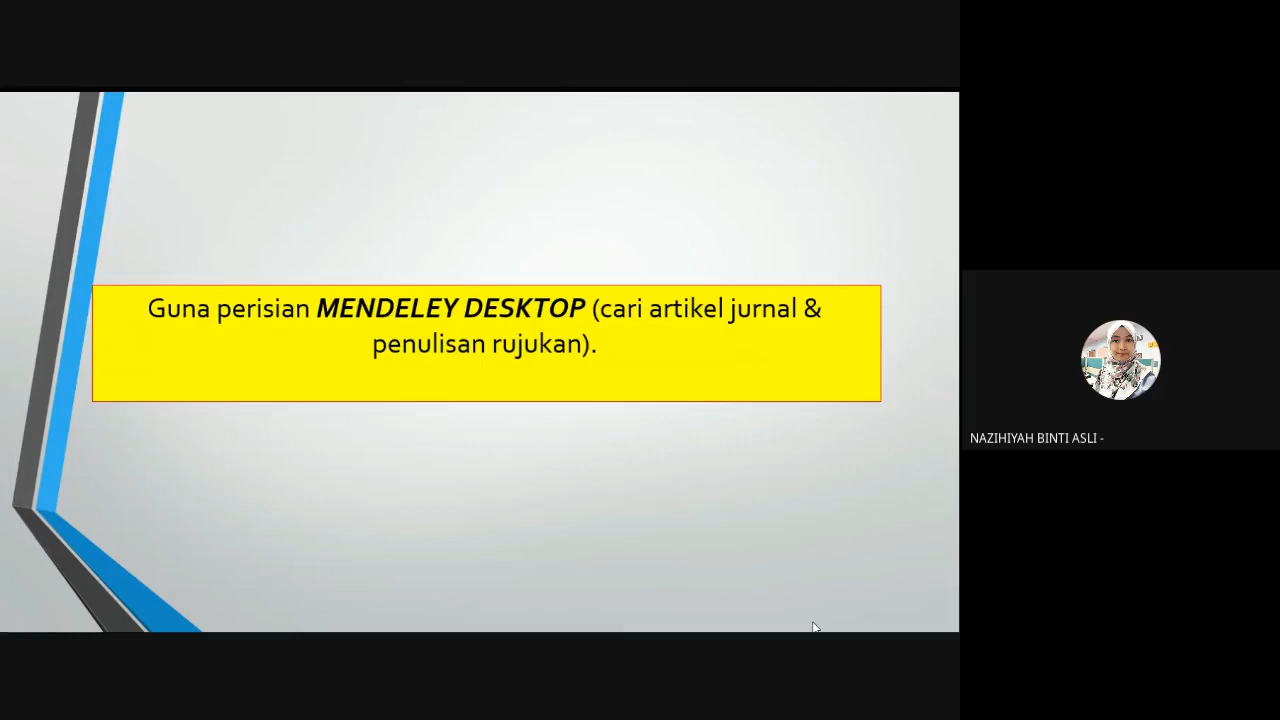 Guna perisian MENDELEY DESKTOP (cari artikel jurnal &
penulisan rujukan).
NAZIHIYAH BINTI ASLI -